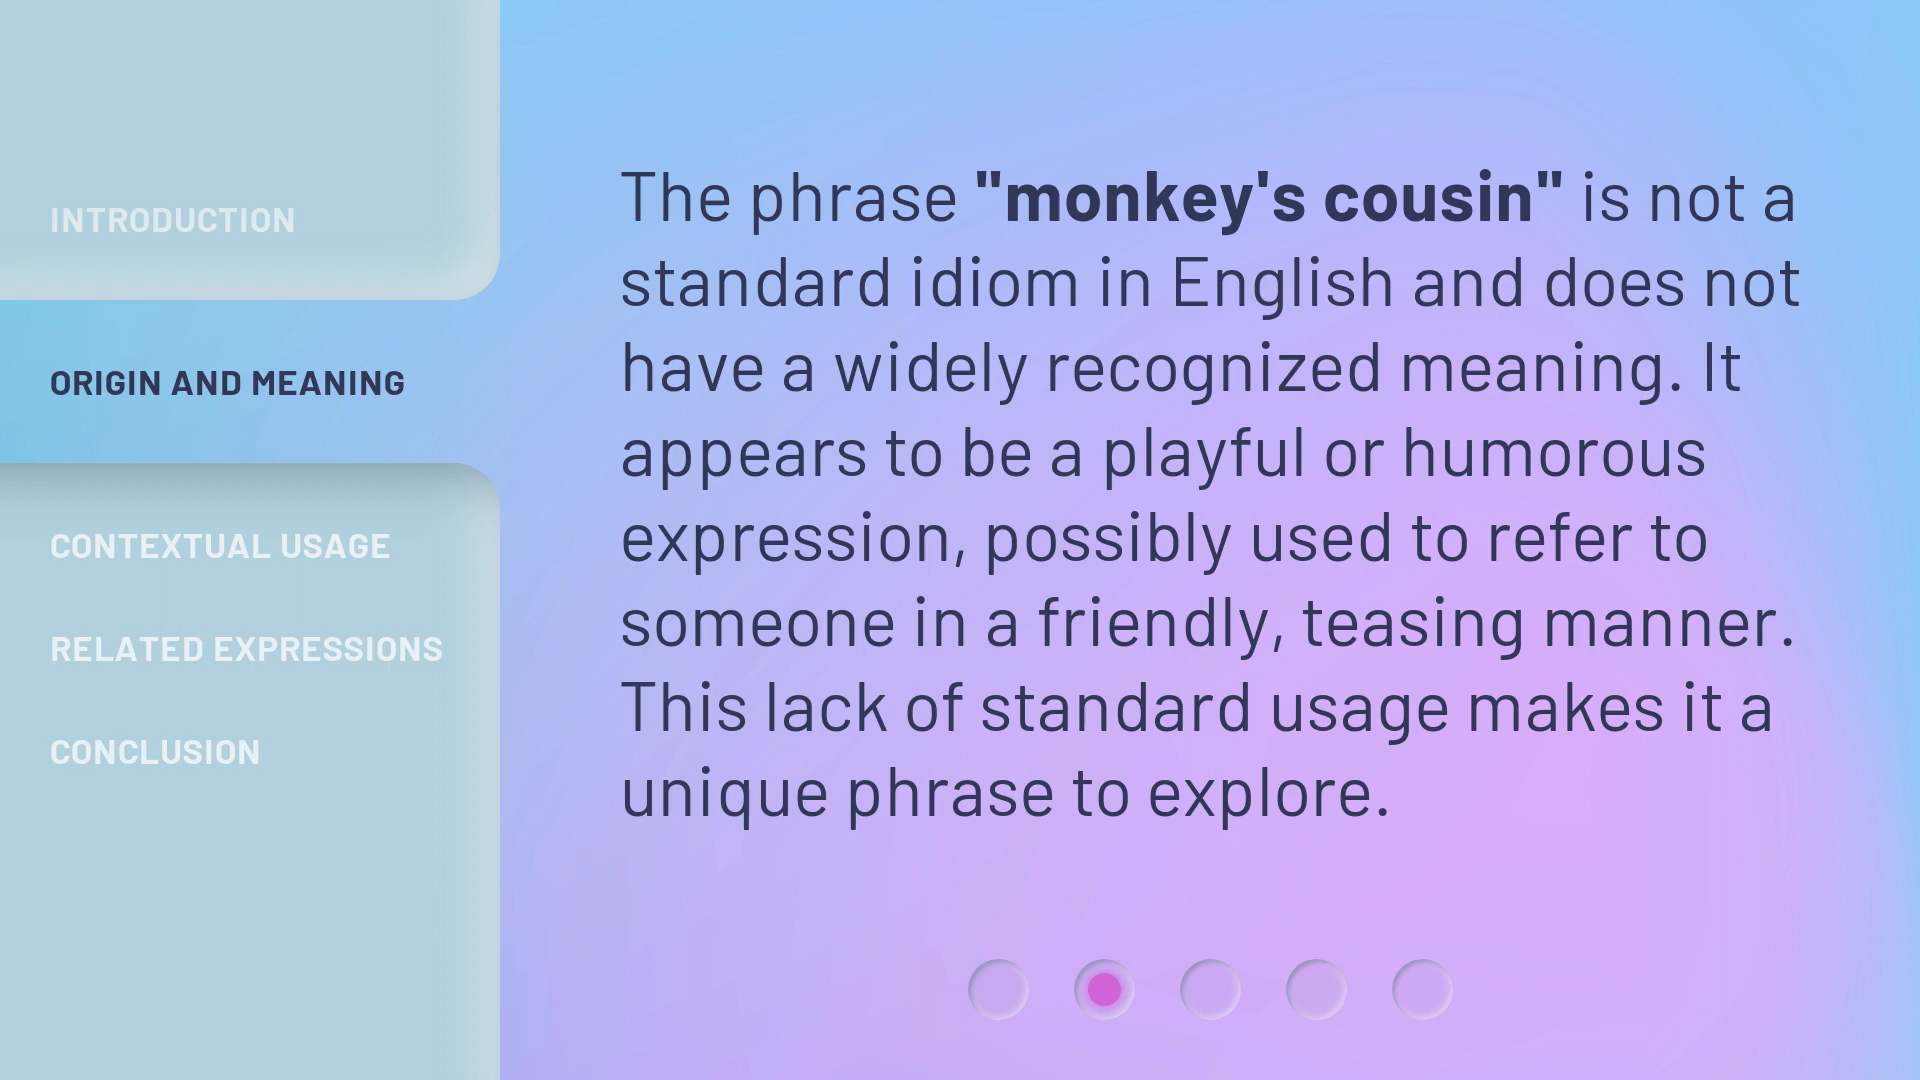 INTRODUCTION
ORIGIN AND MEANING
CONTEXTUAL USAGE
RELATED EXPRESSIONS
CONCLUSION
The phrase "monkey's cousin" is not a
standard idiom in English and does not
have a widely recognized meaning. It
appears to be a playful or humorous
expression, possibly used to refer to
someone in a friendly, teasing manner.
This lack of standard usage makes it a
unique phrase to explore.